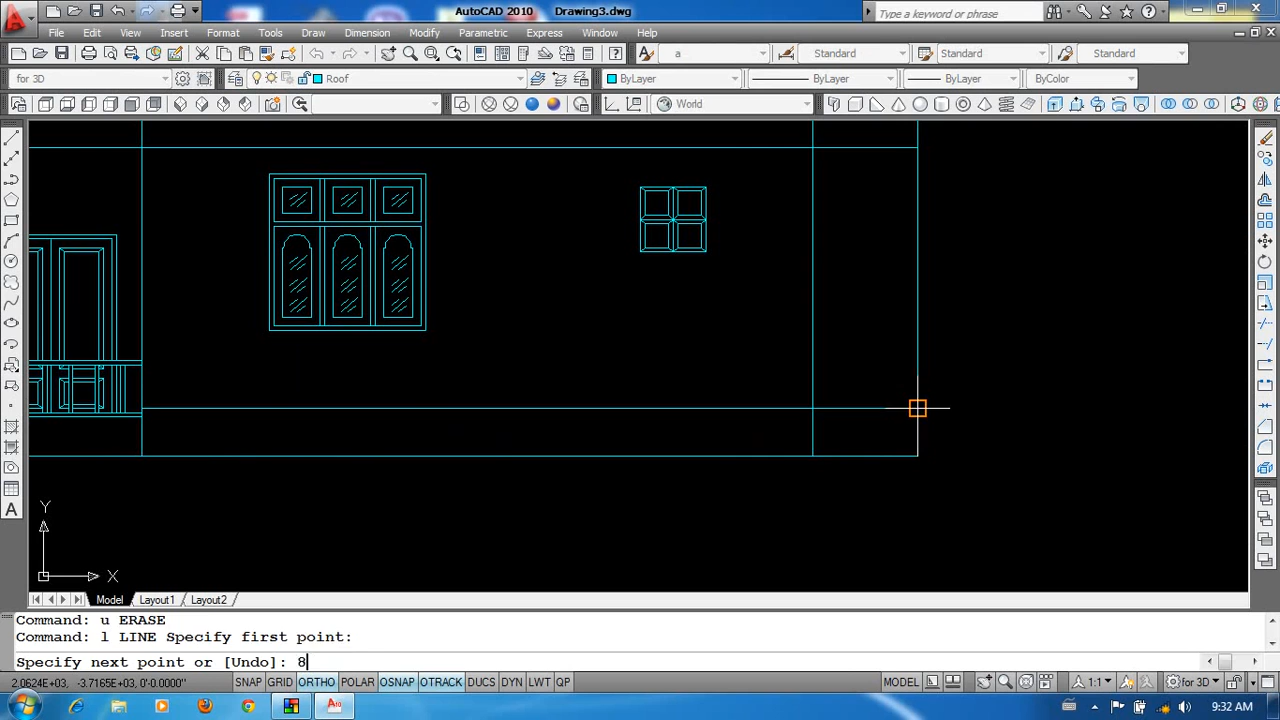 AutoCAD 2010 Drawing3.dwg
Type a keyword or phrase
File Edit View Insert Format Tools Draw Dimension Modify Parametric Express Window Help
a Standard Standard Standard
for 3D Roof ByLayer ByLayer ByLayer ByColor
World
Y
X
Model Layout1 Layout2
Command: u ERASE
Command: l LINE Specify first point:
Specify next point or [Undo]: 8
2.0624E+03, -3.7165E+03, 0'-0.0000" SNAP GRID ORTHO POLAR OSNAP OTRACK DUCS DYN LWT QP MODEL 1:1 for 3D
9:32 AM